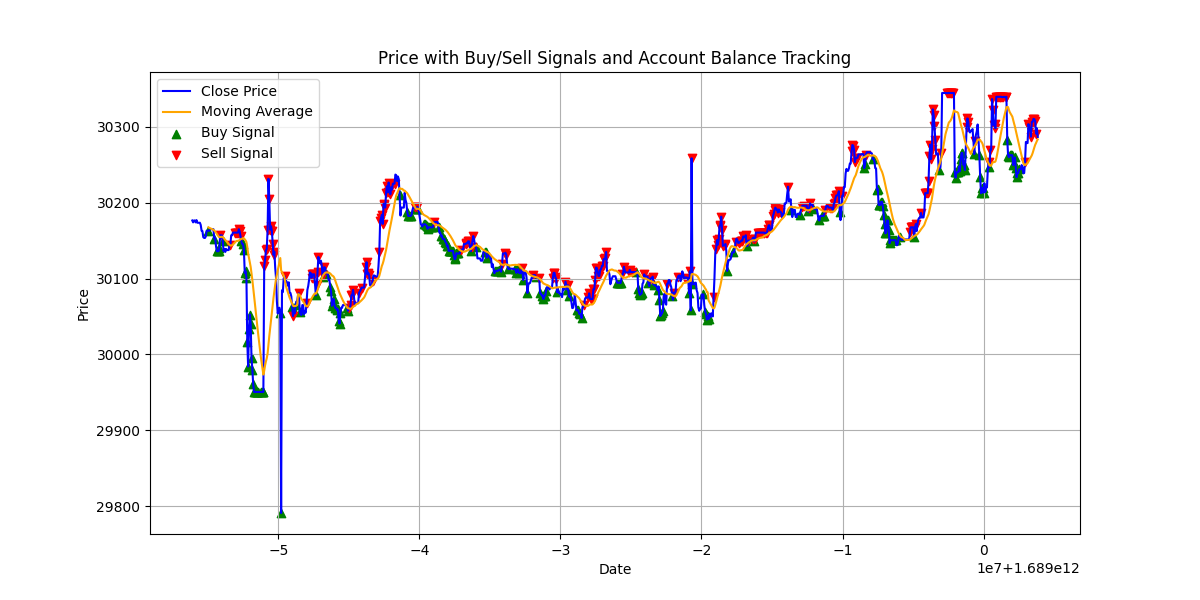 Price with Buy/Sell Signals and Account Balance Tracking
Close Price
Moving Average
Buy Signal
Sell Signal
Price
30300
30200
30100
30000
29900
29800
−5 −4 −3 −2 −1 0
1e7+1.689e12
Date